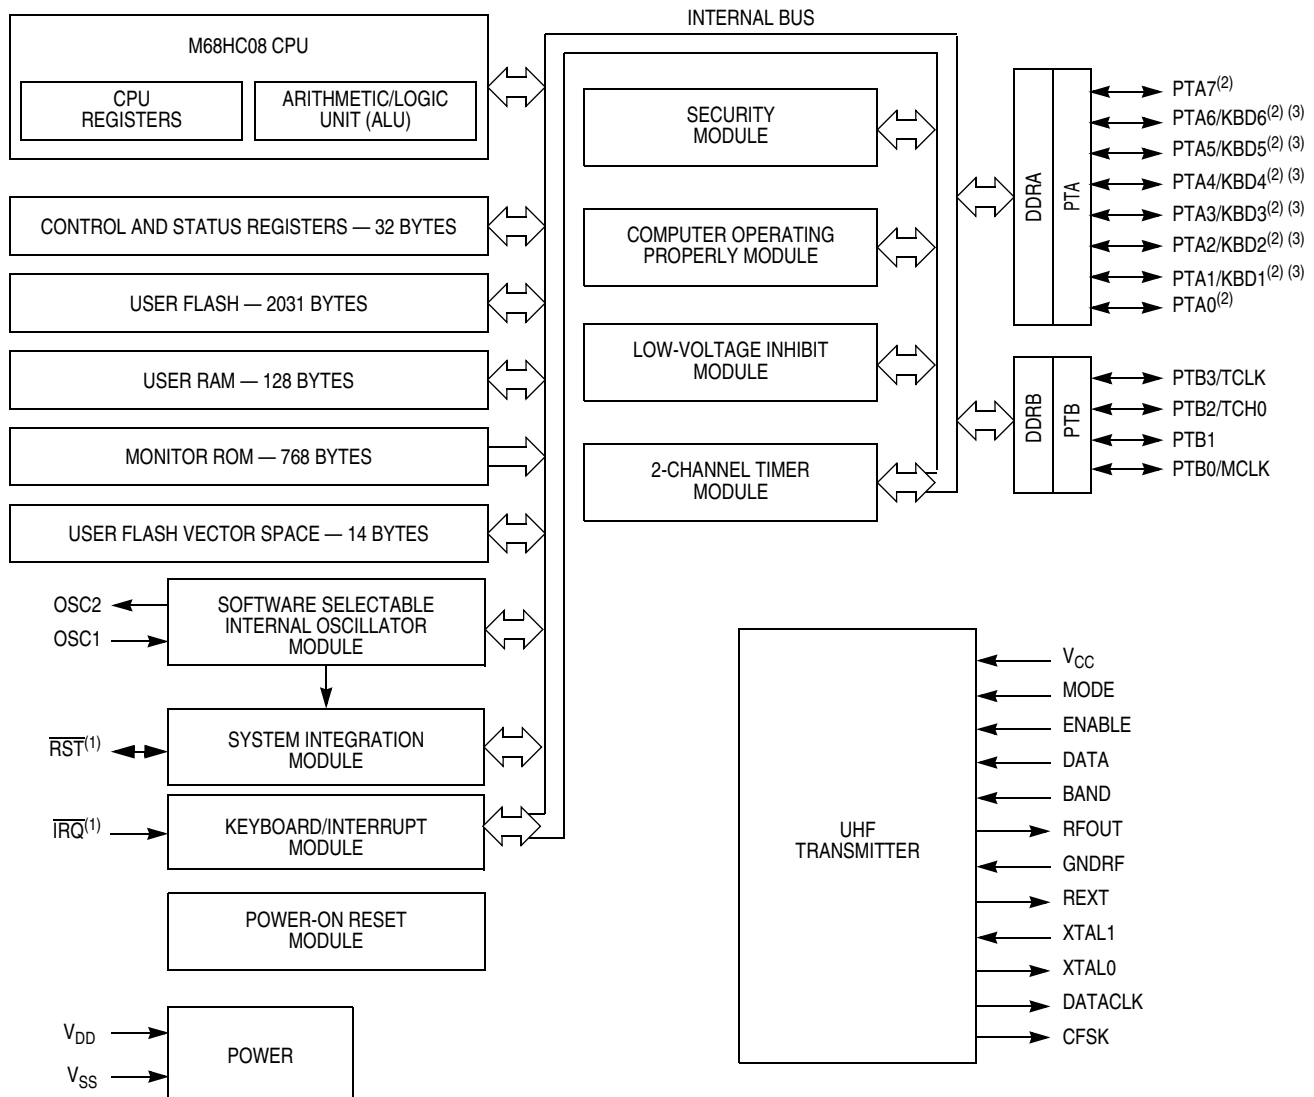 INTERNAL BUS
M68HC08 CPU
CPU
REGISTERS
ARITHMETIC/LOGIC
UNIT (ALU)
CONTROL AND STATUS REGISTERS — 32 BYTES
USER FLASH — 2031 BYTES
USER RAM — 128 BYTES
MONITOR ROM — 768 BYTES
USER FLASH VECTOR SPACE — 14 BYTES
OSC2
OSC1
SOFTWARE SELECTABLE
INTERNAL OSCILLATOR
MODULE
RST(1)
SYSTEM INTEGRATION
MODULE
IRQ(1)
KEYBOARD/INTERRUPT
MODULE
POWER-ON RESET
MODULE
VDD
VSS
POWER
SECURITY
MODULE
COMPUTER OPERATING
PROPERLY MODULE
LOW-VOLTAGE INHIBIT
MODULE
2-CHANNEL TIMER
MODULE
DDRA
PTA
PTA7(2)
PTA6/KBD6(2) (3)
PTA5/KBD5(2) (3)
PTA4/KBD4(2) (3)
PTA3/KBD3(2) (3)
PTA2/KBD2(2) (3)
PTA1/KBD1(2) (3)
PTA0(2)
DDRB
PTB
PTB3/TCLK
PTB2/TCH0
PTB1
PTB0/MCLK
UHF
TRANSMITTER
VCC
MODE
ENABLE
DATA
BAND
RFOUT
GNDRF
REXT
XTAL1
XTAL0
DATACLK
CFSK